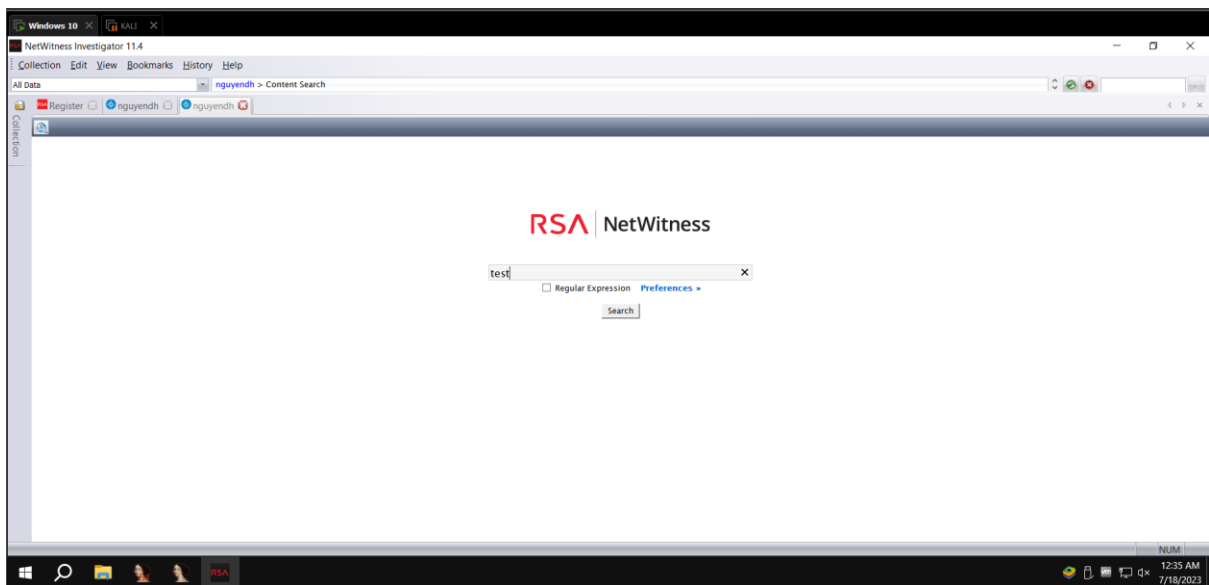 Windows 10 KALI
NetWitness Investigator 11.4
Collection Edit View Bookmarks History Help
All Data nguyendh > Content Search
Register nguyendh nguyendh
Collection
RSA NetWitness
test
Regular Expression Preferences »
Search
NUM
RSA
12:35 AM
7/18/2023